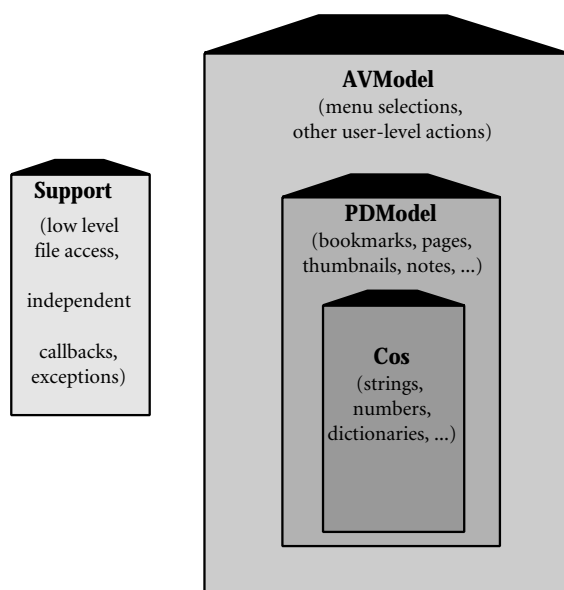 AVModel
(menu selections,
other user-level actions)
Support
(low level
file access,
independent
callbacks,
exceptions)
PDModel
(bookmarks, pages,
thumbnails, notes, ...)
Cos
(strings,
numbers,
dictionaries, ...)